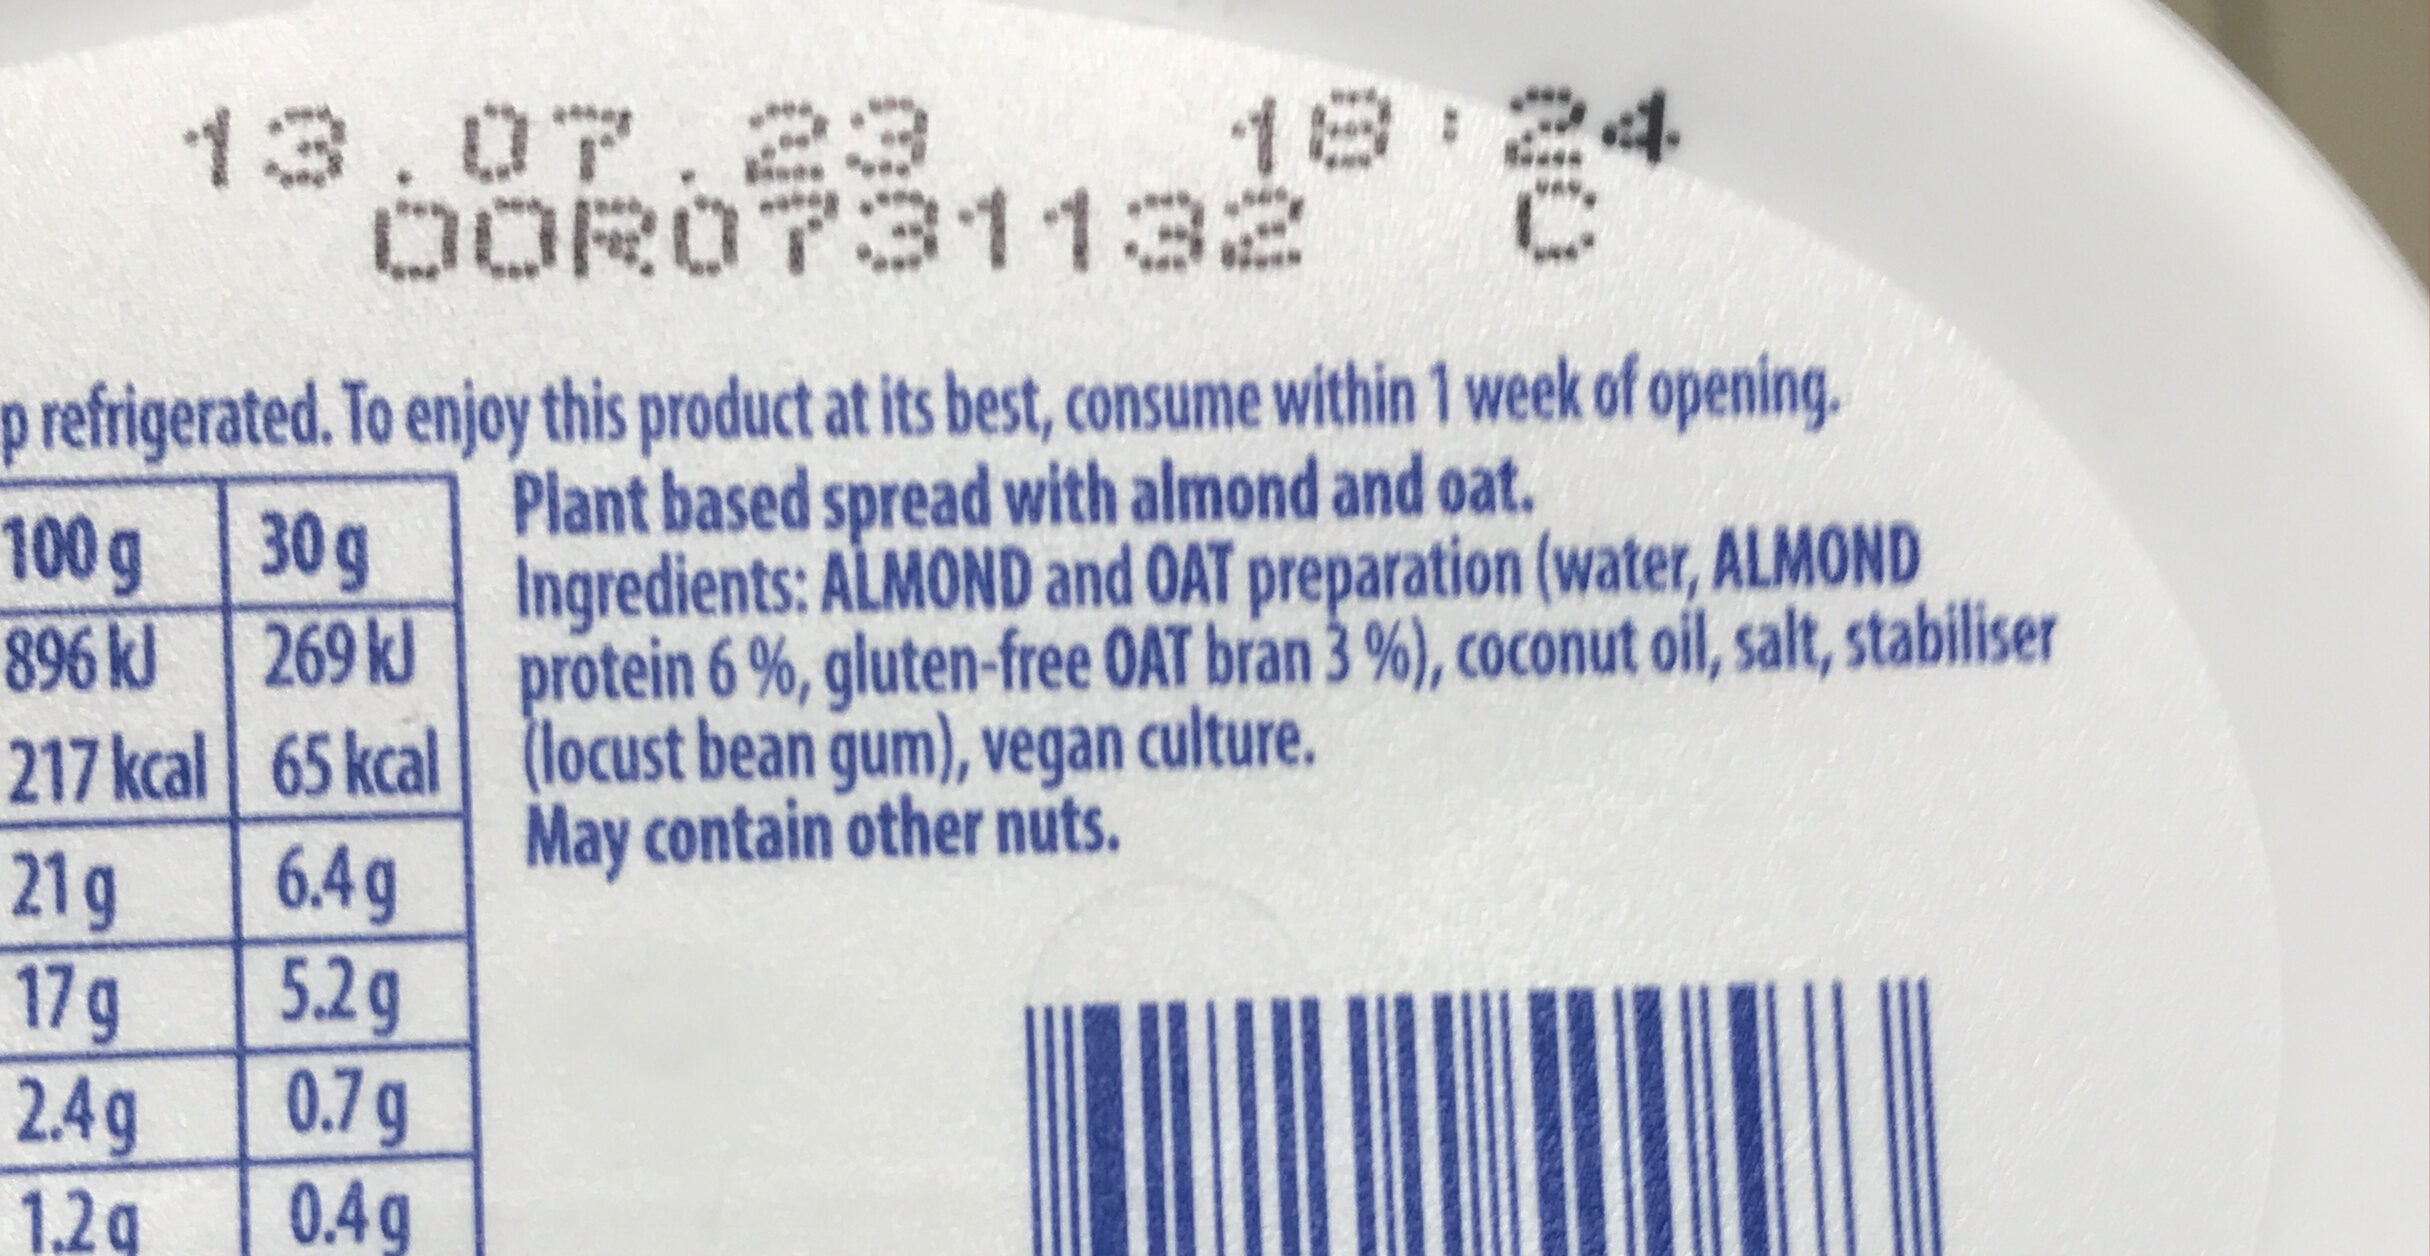 13.07.23 18:24
OOR0731132 C
p refrigerated. To enjoy this product at its best, consume within 1 week of opening.
100 g 30 g
896 kJ 269 kJ
217 kcal 65 kcal
21 g 6.4 g
17 g 5.2 g
2.4 g 0.7 g
1.2 g 0.4 g
Plant based spread with almond and oat.
Ingredients: ALMOND and OAT preparation (water, ALMOND
protein 6 %, gluten-free OAT bran 3 %), coconut oil, salt, stabiliser
(locust bean gum), vegan culture.
May contain other nuts.